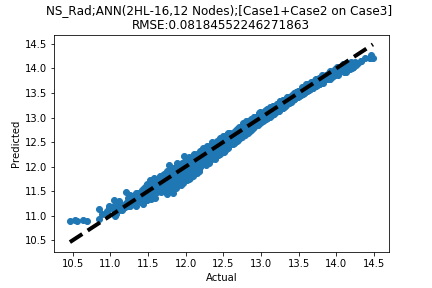 NS_Rad;ANN(2HL-16,12 Nodes);[Case1+Case2 on Case3]
RMSE:0.08184552246271863
14.5
14.0
13.5
13.0
12.5
12.0
11.5
11.0
10.5
Predicted
10.5 11.0 11.5 12.0 12.5 13.0 13.5 14.0 14.5
Actual